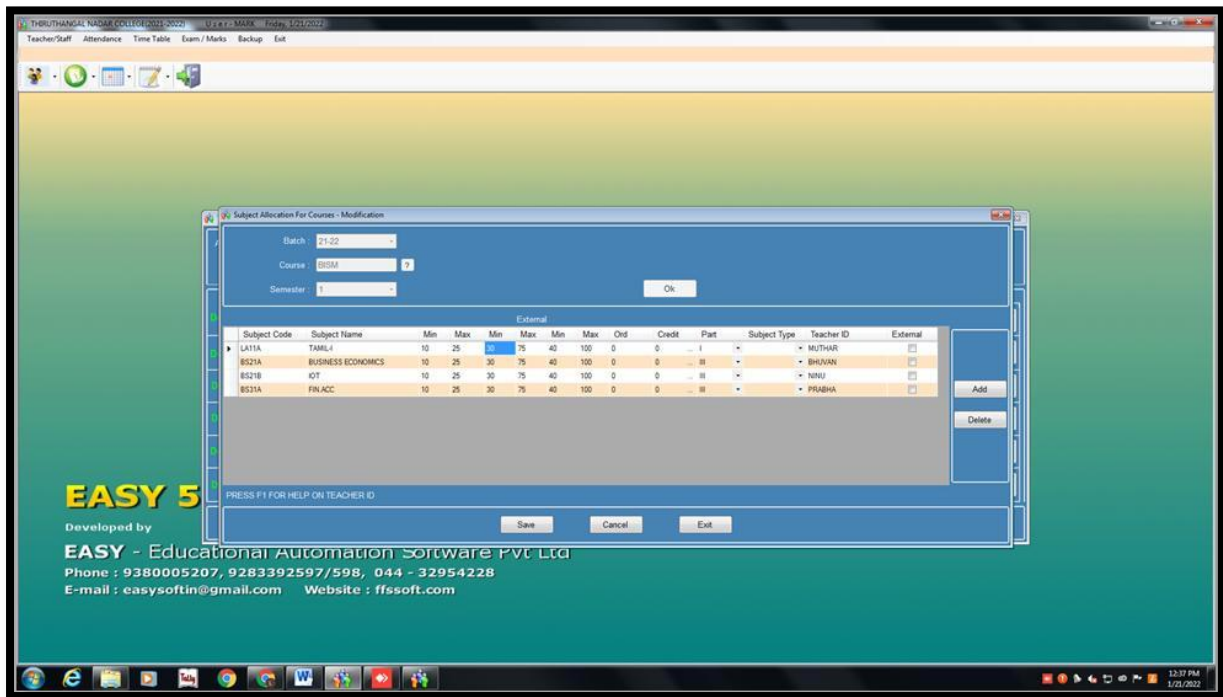 THIRUTHANGAL NADAR COLLEGE(2021-2022) U s e r - MARK Friday, 1/21/2022
Teacher/Staff Attendance Time Table Exam / Marks Backup Exit
Subject Allocation For Courses - Modification
Batch : 21-22
Course : BISM ?
Semester : 1
Ok
External
Subject Code Subject Name Min Max Min Max Min Max Ord Credit Part Subject Type Teacher ID External
LA11A TAMIL-I 10 25 30 75 40 100 0 0 ... I MUTHAR
BS21A BUSINESS ECONOMICS 10 25 30 75 40 100 0 0 ... III BHUVAN
BS21B IOT 10 25 30 75 40 100 0 0 ... III NINU
BS31A FIN.ACC 10 25 30 75 40 100 0 0 ... III PRABHA
Add
Delete
PRESS F1 FOR HELP ON TEACHER ID
Save Cancel Exit
EASY 5
Developed by
EASY - Educational Automation Software Pvt Ltd
Phone : 9380005207, 9283392597/598, 044 - 32954228
E-mail : easysoftin@gmail.com Website : ffssoft.com
Tally
12:37 PM
1/21/2022